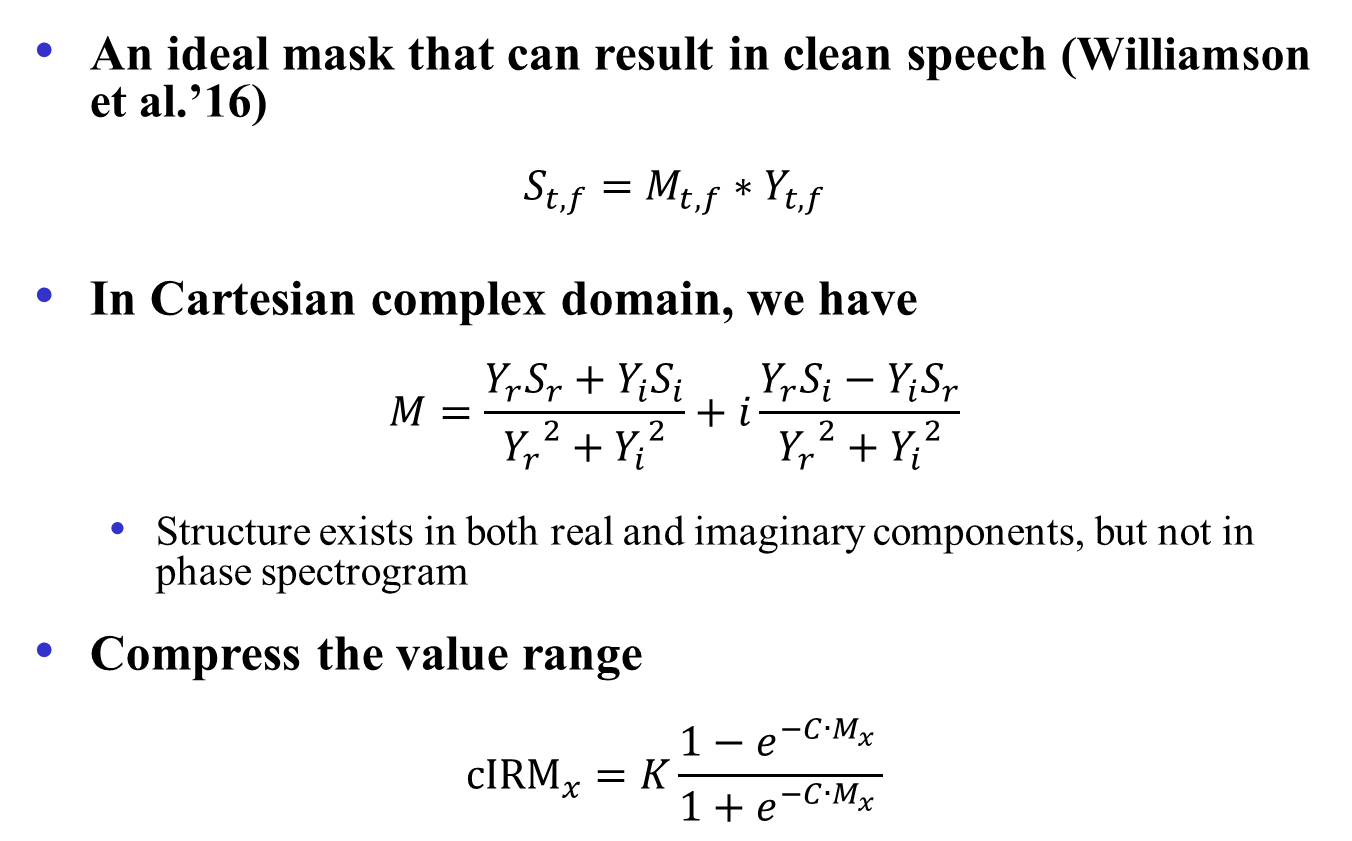 • An ideal mask that can result in clean speech (Williamson
et al.’16)
S_{t,f} = M_{t,f} * Y_{t,f}
• In Cartesian complex domain, we have
M = \frac{Y_r S_r + Y_i S_i}{{Y_r}^2 + {Y_i}^2} + i \frac{Y_r S_i − Y_i S_r}{{Y_r}^2 + {Y_i}^2}
• Structure exists in both real and imaginary components, but not in
phase spectrogram
• Compress the value range
cIRM_x = K \frac{1 − e^{−C·M_x}}{1 + e^{−C·M_x}}